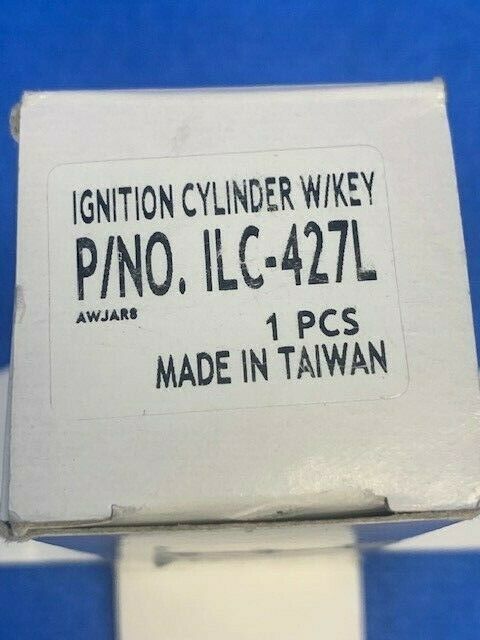 IGNITION CYLINDER W/KEY
P/NO. ILC-427L
AWJAR8
1 PCS
MADE IN TAIWAN